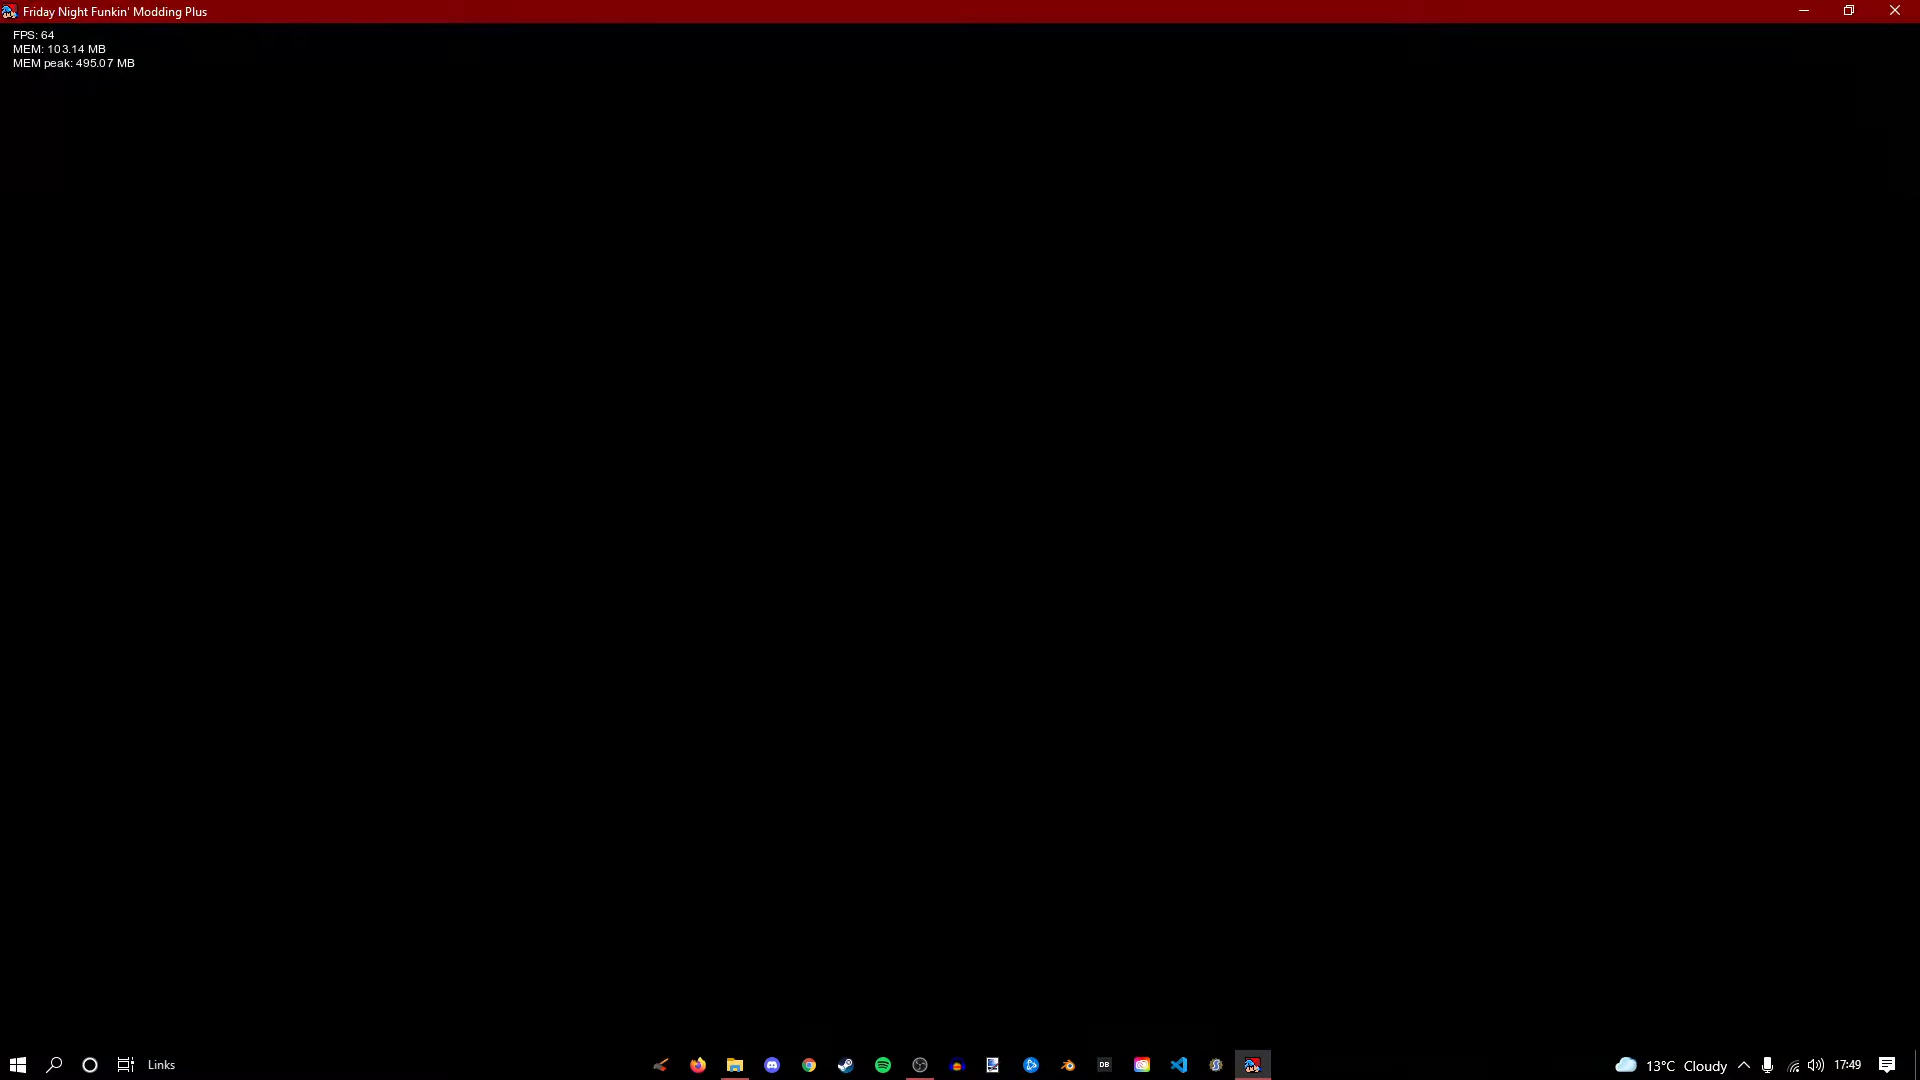 Friday Night Funkin' Modding Plus
FPS: 64
MEM: 103.14 MB
MEM peak: 495.07 MB
Links
DB
13°C Cloudy
17:49